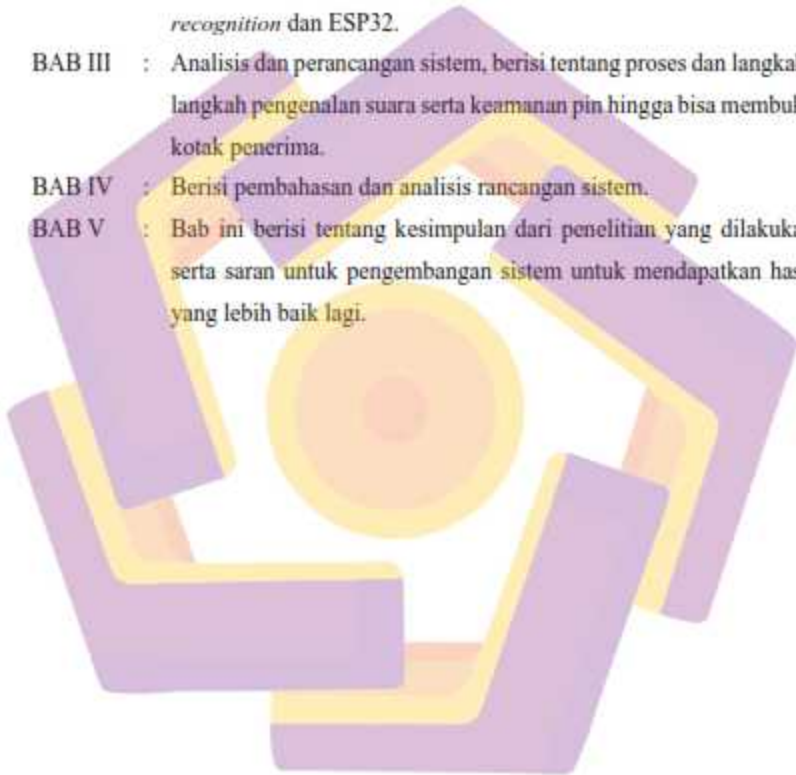 recognition dan ESP32.
BAB III : Analisis dan perancangan sistem, berisi tentang proses dan langkah
langkah pengenalan suara serta keamanan pin hingga bisa membuk
kotak penerima.
BAB IV : Berisi pembahasan dan analisis rancangan sistem.
BAB V : Bab ini berisi tentang kesimpulan dari penelitian yang dilakuka
serta saran untuk pengembangan sistem untuk mendapatkan has
yang lebih baik lagi.